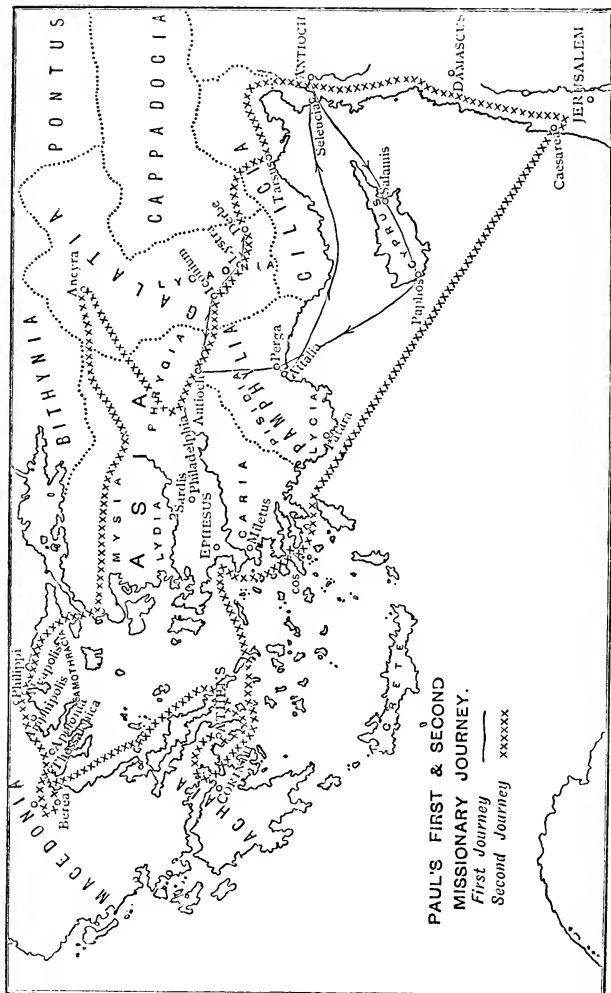 PONTUS
BITHYNIA
CAPPADOCIA
GALATIA
Ancyra
MACEDONIA
Philippi
Neapolis
Amphipolis
SAMOTHRACIA
Apollonia
Thessalonica
Berea
MYSIA
ASIA
LYDIA
PHRYGIA
Sardis
Philadelphia
Antioch
Iconium
Lystra
Derbe
CILICIA
Tarsus
ANTIOCH
Seleucia
PISIDIA
PAMPHYLIA
Perga
Attalia
LYCIA
Patara
EPHESUS
CARIA
Miletus
COS
ATHENS
CORINTH
ACHAIA
CRETE
CYPRUS
Salamis
Paphos
DAMASCUS
Caesarea
JERUSALEM
PAUL'S FIRST & SECOND
MISSIONARY JOURNEY.
First Journey
Second Journey xxxxxx